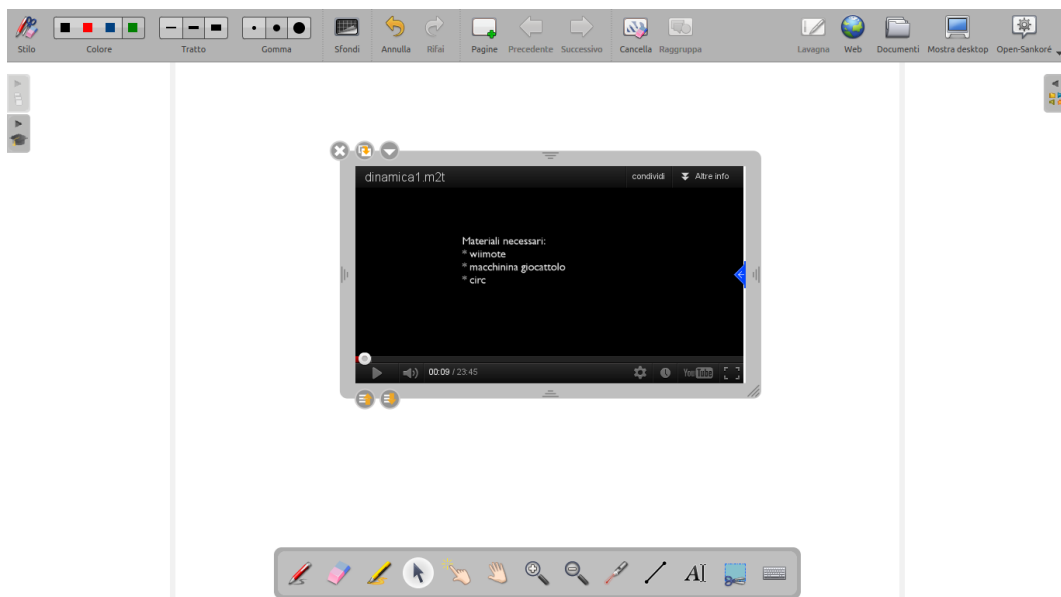 Stilo
Colore
Tratto
Gomma
Sfondi
Annulla
Rifai
Pagine
Precedente
Successivo
Cancella
Raggruppa
Lavagna
Web
Documenti
Mostra desktop
Open-Sankoré
dinamica1.m2t
condividi
Altre info
Materiali necessari:
* wiimote
* macchinina giocattolo
* circ
00:09 / 23:45
YouTube
AI